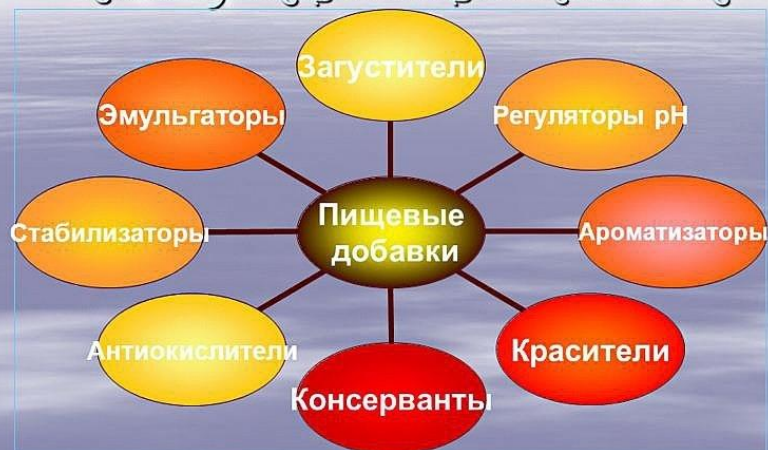 Загустители
Эмульгаторы
Регуляторы pH
Стабилизаторы
Пищевые
добавки
Ароматизаторы
Антиокислители
Красители
Консерванты